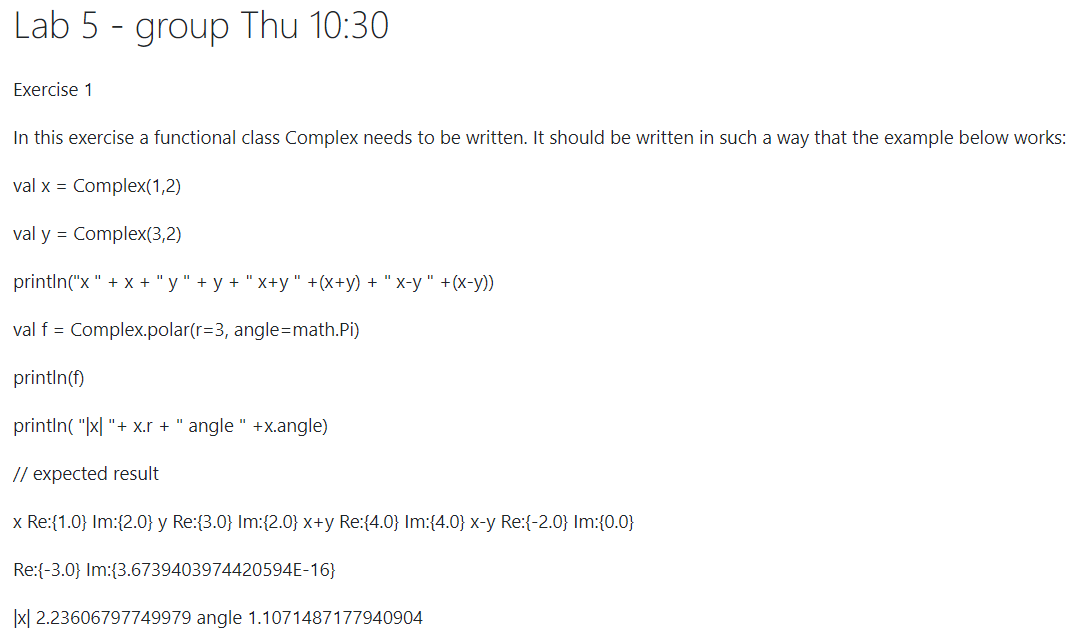 Lab 5 - group Thu 10:30
Exercise 1
In this exercise a functional class Complex needs to be written. It should be written in such a way that the example below works:
val x = Complex(1,2)
val y = Complex(3,2)
println("x " + x + " y " + y + " x+y " +(x+y) + " x-y " +(x-y))
val f = Complex.polar(r=3, angle=math.Pi)
println(f)
println( "|x| "+ x.r + " angle " +x.angle)
// expected result
x Re:{1.0} Im:{2.0} y Re:{3.0} Im:{2.0} x+y Re:{4.0} Im:{4.0} x-y Re:{-2.0} Im:{0.0}
Re:{-3.0} Im:{3.6739403974420594E-16}
|x| 2.23606797749979 angle 1.1071487177940904